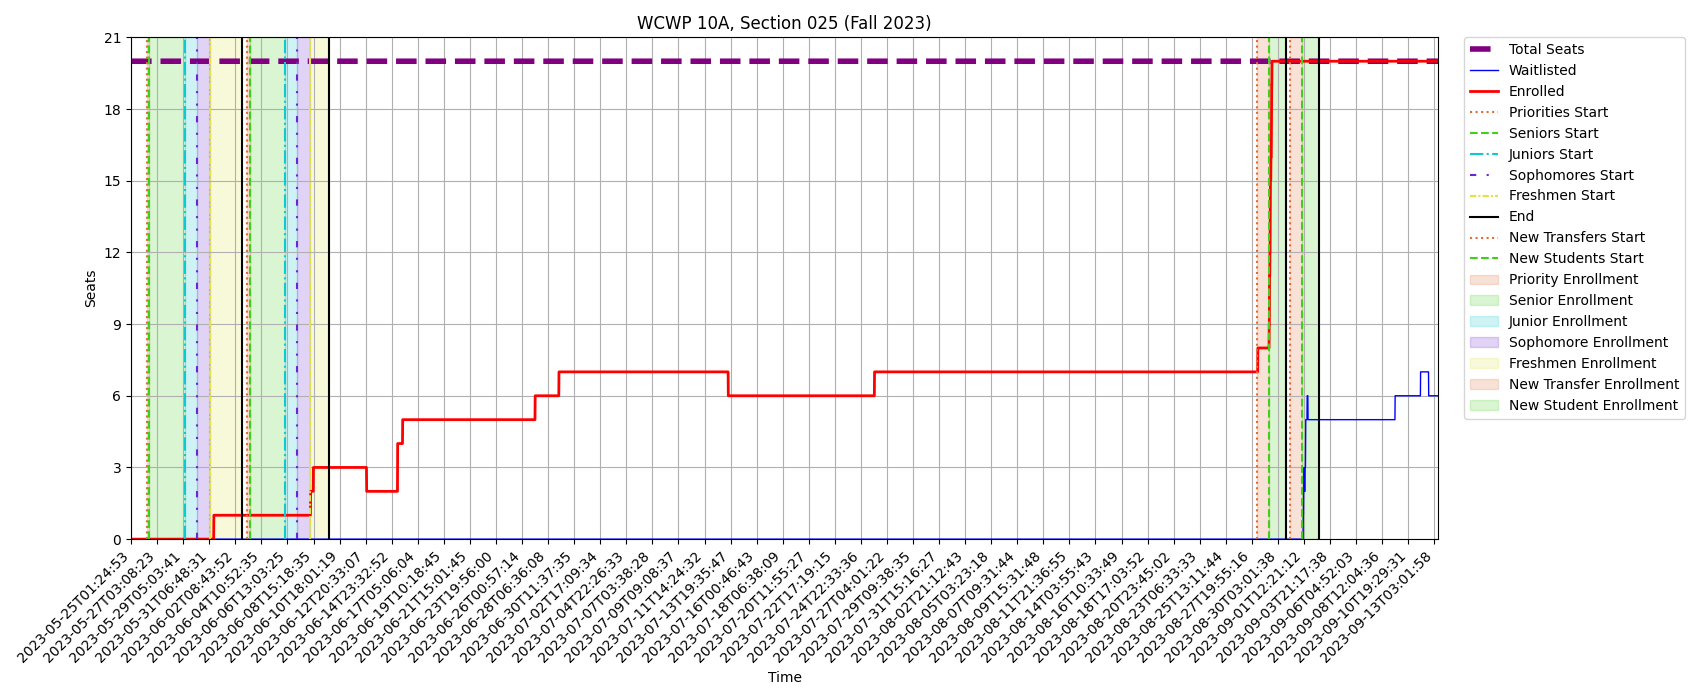 WCWP 10A, Section 025 (Fall 2023)
21
18
15
12
9
6
3
0
Seats
2023-05-25T01:24:53
2023-05-27T03:08:23
2023-05-29T05:03:41
2023-05-31T06:48:31
2023-06-02T08:43:52
2023-06-04T10:52:35
2023-06-06T13:03:25
2023-06-08T15:18:35
2023-06-10T18:01:19
2023-06-12T20:33:07
2023-06-14T23:32:52
2023-06-17T05:06:04
2023-06-19T10:18:45
2023-06-21T15:01:45
2023-06-23T19:56:00
2023-06-26T00:57:14
2023-06-28T06:36:08
2023-06-30T11:37:35
2023-07-02T17:09:34
2023-07-04T22:26:33
2023-07-07T03:38:28
2023-07-09T09:08:37
2023-07-11T14:24:32
2023-07-13T19:35:47
2023-07-16T00:46:43
2023-07-18T06:38:09
2023-07-20T11:55:27
2023-07-22T17:19:15
2023-07-24T22:33:36
2023-07-27T04:01:22
2023-07-29T09:38:35
2023-07-31T15:16:27
2023-08-02T21:12:43
2023-08-05T03:23:18
2023-08-07T09:31:44
2023-08-09T15:31:48
2023-08-11T21:36:55
2023-08-14T03:55:43
2023-08-16T10:33:49
2023-08-18T17:03:52
2023-08-20T23:45:02
2023-08-23T06:33:33
2023-08-25T13:11:44
2023-08-27T19:55:16
2023-08-30T03:01:38
2023-09-01T12:21:12
2023-09-03T21:17:38
2023-09-06T04:52:03
2023-09-08T12:04:36
2023-09-10T19:29:31
2023-09-13T03:01:58
Time
Total Seats
Waitlisted
Enrolled
Priorities Start
Seniors Start
Juniors Start
Sophomores Start
Freshmen Start
End
New Transfers Start
New Students Start
Priority Enrollment
Senior Enrollment
Junior Enrollment
Sophomore Enrollment
Freshmen Enrollment
New Transfer Enrollment
New Student Enrollment